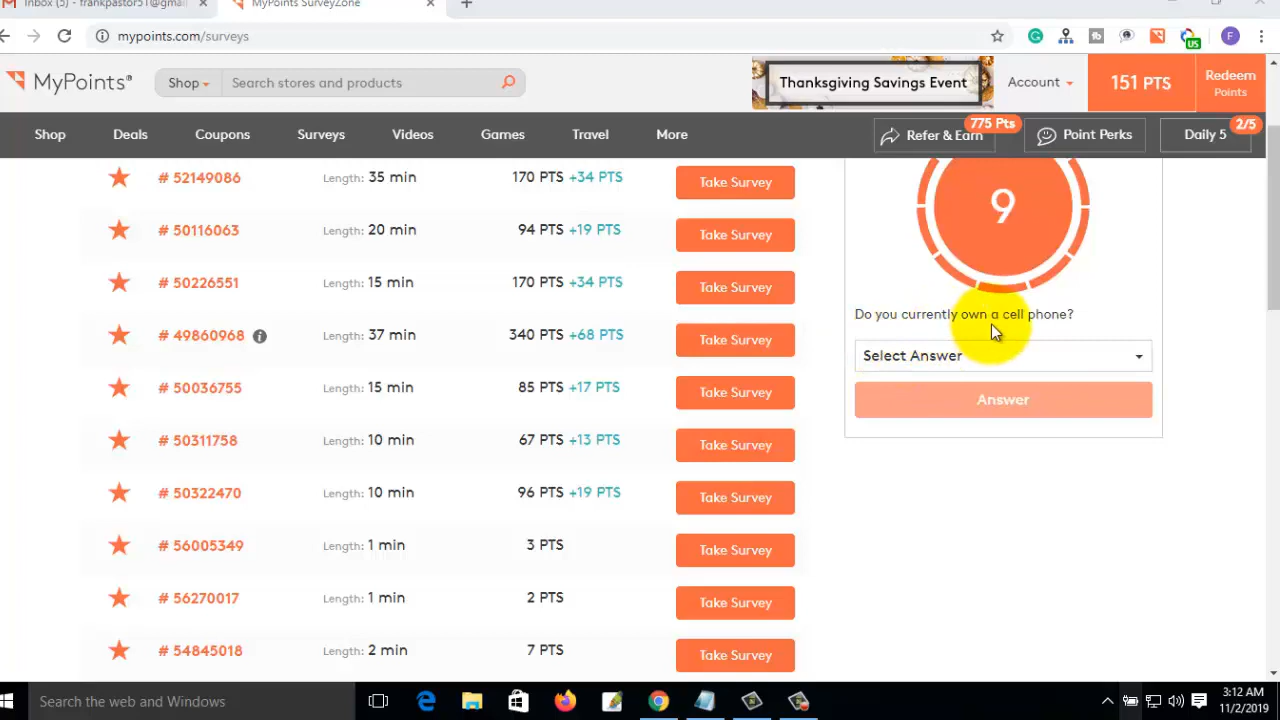 Inbox (5) - frankpastor51@gmail
MyPoints SurveyZone
mypoints.com/surveys
US
F
MyPoints®
Shop
Search stores and products
Thanksgiving Savings Event
Account
151 PTS
Redeem
Points
Shop
Deals
Coupons
Surveys
Videos
Games
Travel
More
Refer & Earn
775 Pts
Point Perks
Daily 5
2/5
# 52149086 Length: 35 min 170 PTS +34 PTS Take Survey
# 50116063 Length: 20 min 94 PTS +19 PTS Take Survey
# 50226551 Length: 15 min 170 PTS +34 PTS Take Survey
# 49860968 Length: 37 min 340 PTS +68 PTS Take Survey
# 50036755 Length: 15 min 85 PTS +17 PTS Take Survey
# 50311758 Length: 10 min 67 PTS +13 PTS Take Survey
# 50322470 Length: 10 min 96 PTS +19 PTS Take Survey
# 56005349 Length: 1 min 3 PTS Take Survey
# 56270017 Length: 1 min 2 PTS Take Survey
# 54845018 Length: 2 min 7 PTS Take Survey
9
Do you currently own a cell phone?
Select Answer
Answer
Search the web and Windows
3:12 AM
11/2/2019